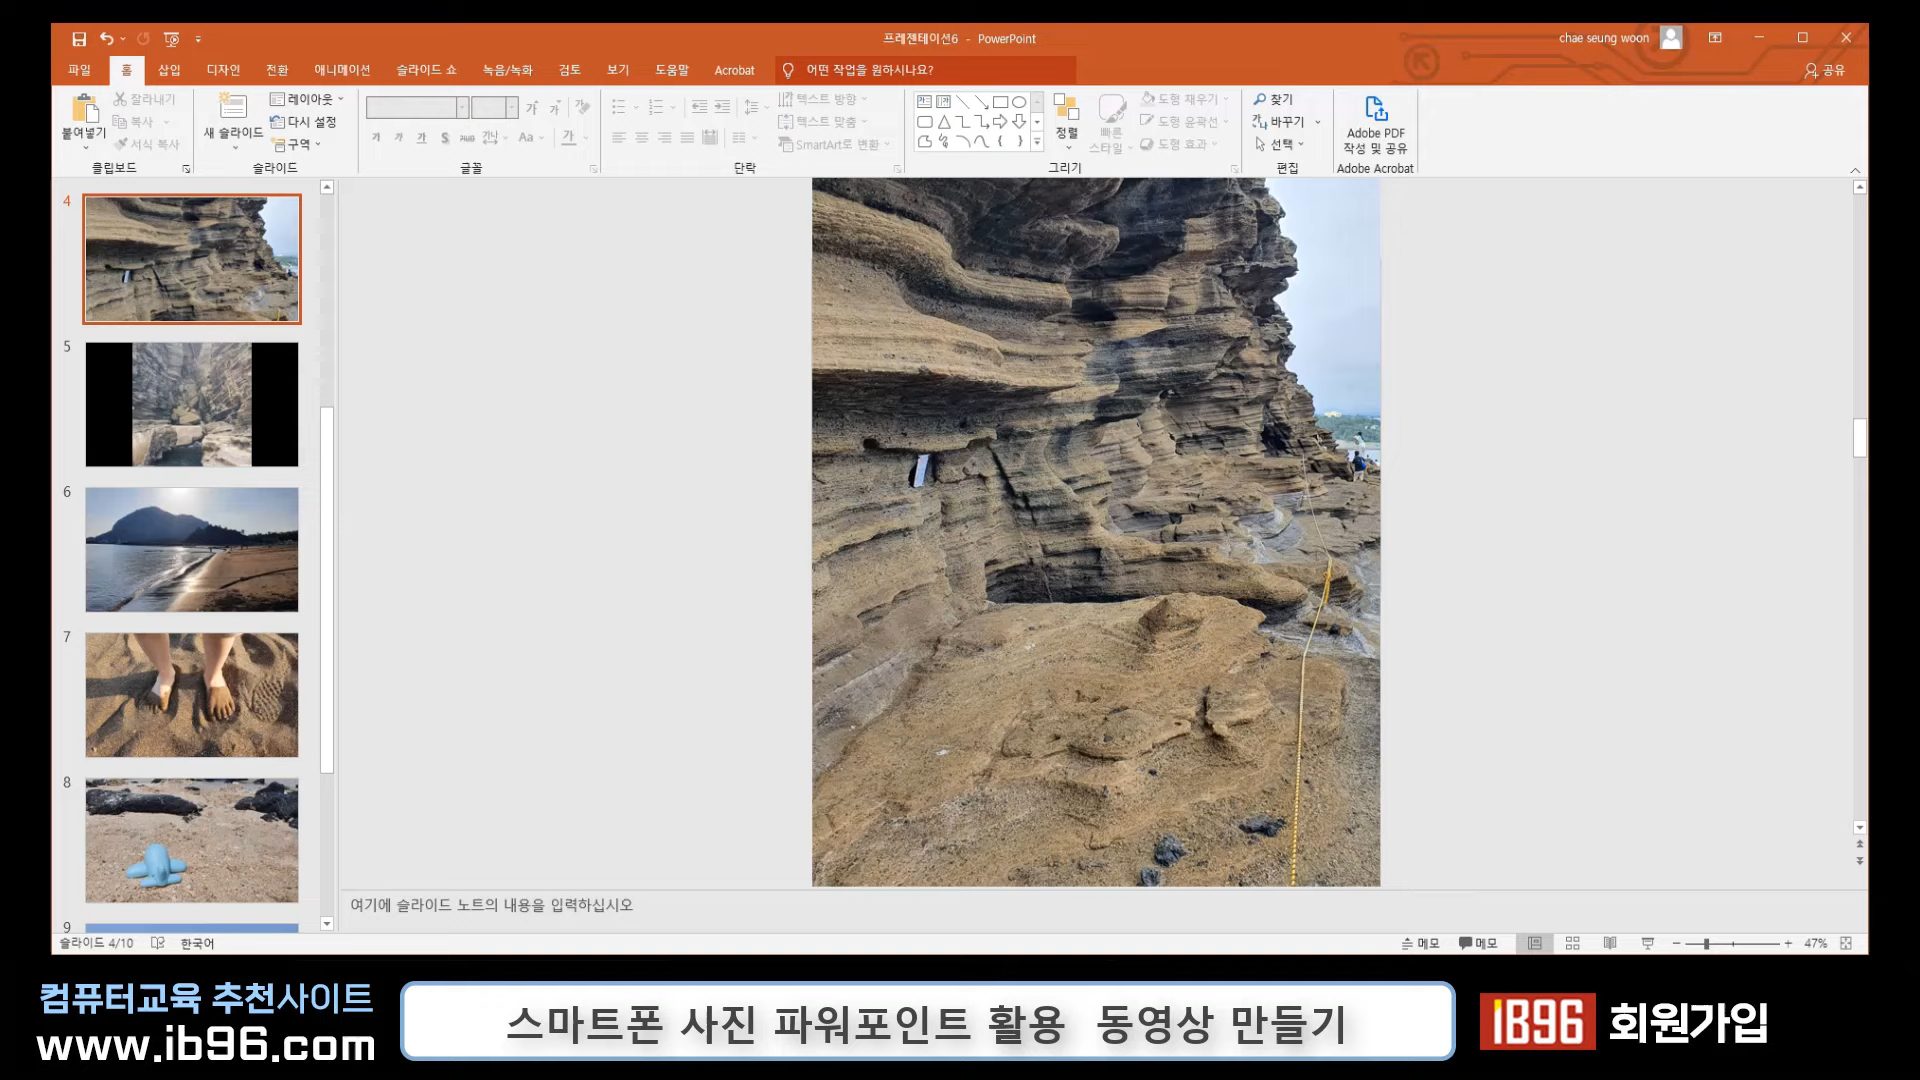 프레젠테이션6 - PowerPoint
chae seung woon
파일 홈 삽입 디자인 전환 애니메이션 슬라이드 쇼 녹음/녹화 검토 보기 도움말 Acrobat 어떤 작업을 원하시나요? 공유
붙여넣기
잘라내기
복사
서식 복사
클립보드
새 슬라이드
레이아웃
다시 설정
구역
슬라이드
가 가 가 S 간 Aa 가
글꼴
텍스트 방향
텍스트 맞춤
SmartArt로 변환
단락
정렬
빠른
스타일
도형 채우기
도형 윤곽선
도형 효과
그리기
찾기
바꾸기
선택
편집
Adobe PDF
작성 및 공유
Adobe Acrobat
4
5
6
7
8
9
여기에 슬라이드 노트의 내용을 입력하십시오
슬라이드 4/10 한국어 메모 메모 47%
컴퓨터교육 추천사이트
www.ib96.com
스마트폰 사진 파워포인트 활용 동영상 만들기
IB96 회원가입